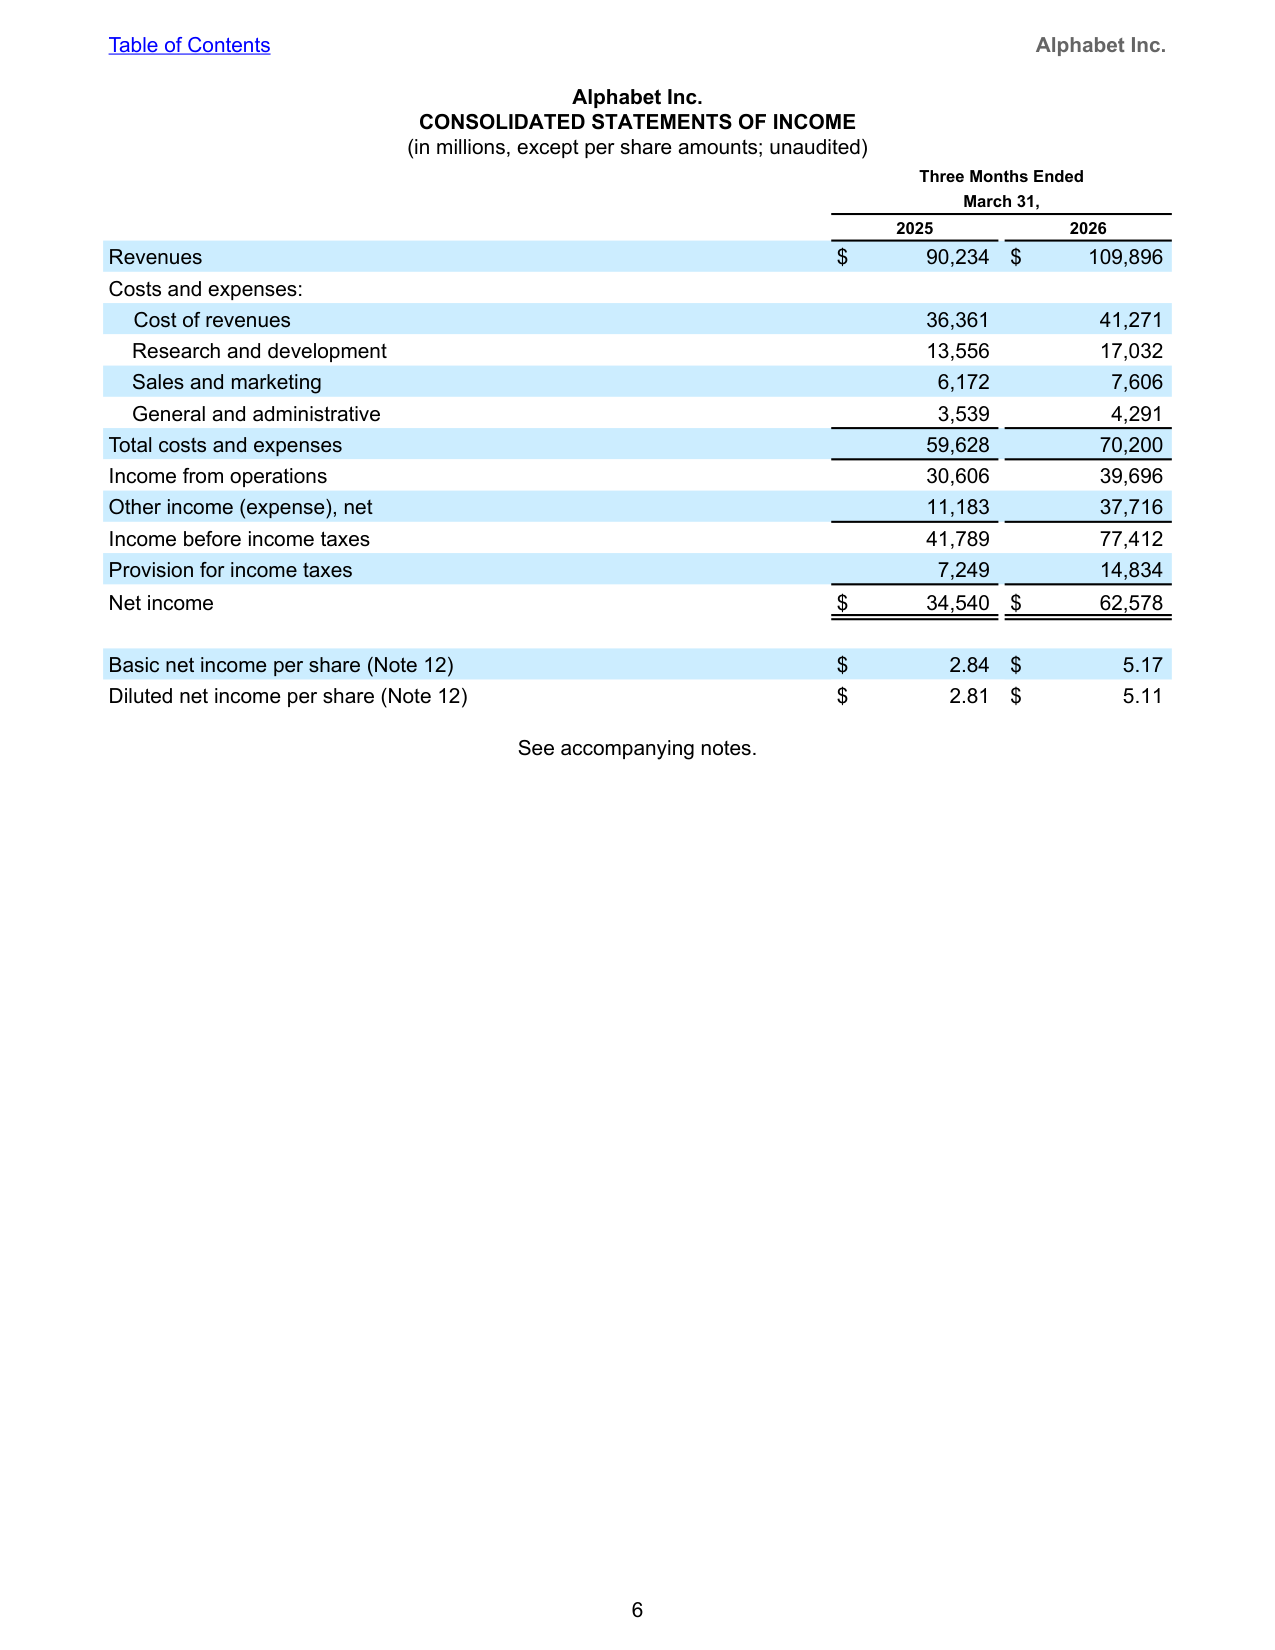 Table of Contents Alphabet Inc.
Alphabet Inc.
CONSOLIDATED STATEMENTS OF INCOME
(in millions, except per share amounts; unaudited)
Three Months Ended
March 31,
2025 2026
Revenues $ 90,234 $ 109,896
Costs and expenses:
Cost of revenues 36,361 41,271
Research and development 13,556 17,032
Sales and marketing 6,172 7,606
General and administrative 3,539 4,291
Total costs and expenses 59,628 70,200
Income from operations 30,606 39,696
Other income (expense), net 11,183 37,716
Income before income taxes 41,789 77,412
Provision for income taxes 7,249 14,834
Net income $ 34,540 $ 62,578
Basic net income per share (Note 12) $ 2.84 $ 5.17
Diluted net income per share (Note 12) $ 2.81 $ 5.11
See accompanying notes.
6